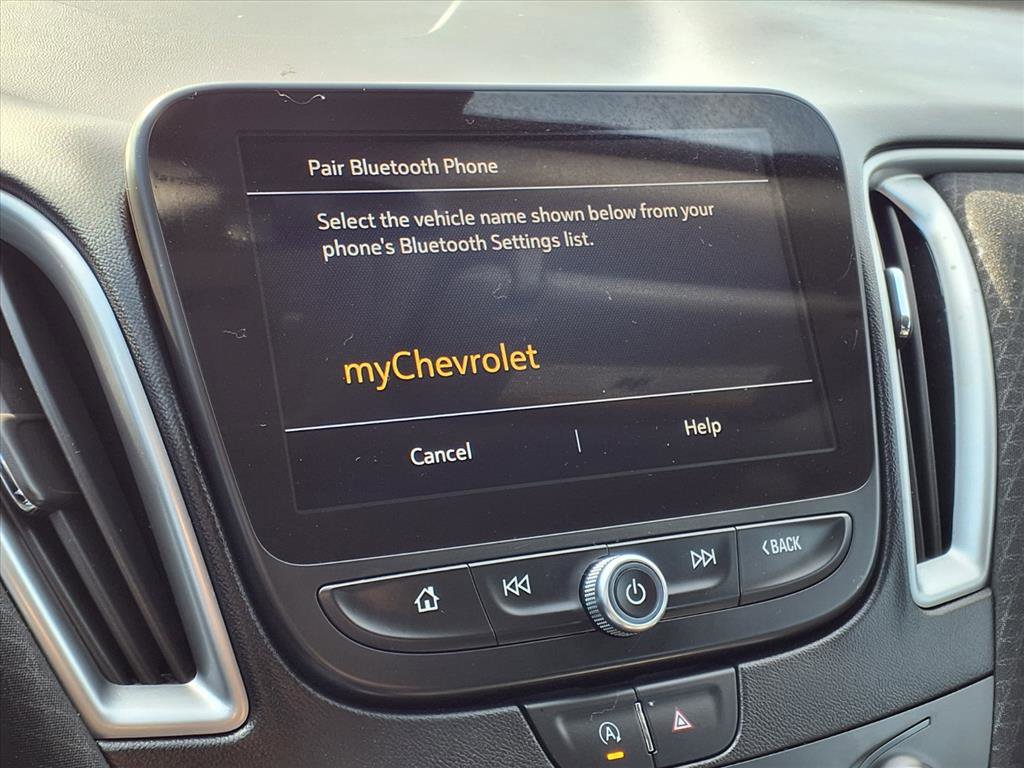 Pair Bluetooth Phone
Select the vehicle name shown below from your
phone's Bluetooth Settings list.
myChevrolet
Cancel | Help
BACK
A